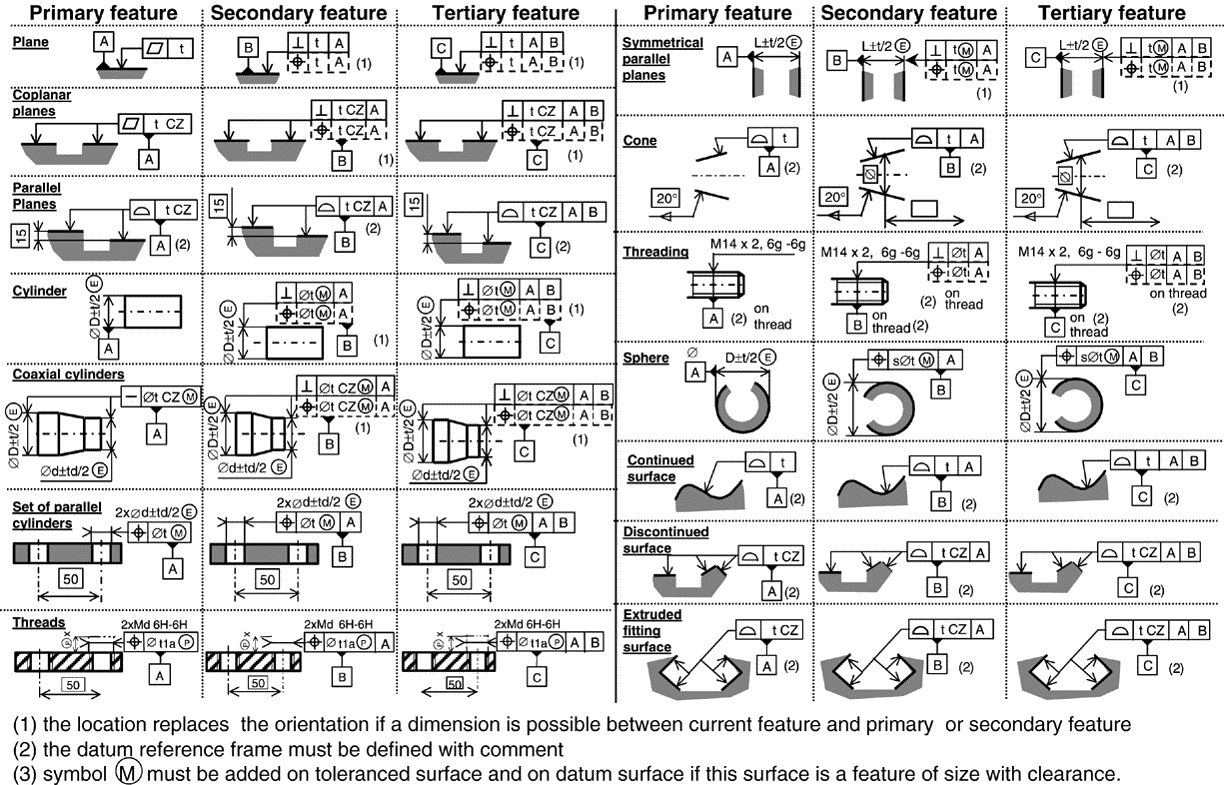 Primary feature Secondary feature Tertiary feature
Plane
A ⏥ t
B ⊥ t A
⌖ t A (1)
C ⊥ t A B
⌖ t A B (1)
Coplanar
planes
⏥ t CZ
A
⊥ t CZ A
⌖ t CZ A
B (1)
⊥ t CZ A B
⌖ t CZ A B
C (1)
Parallel
Planes
15 ⌓ t CZ
A (2)
15 ⌓ t CZ A
B (2)
15 ⌓ t CZ A B
C (2)
Cylinder
∅D±t/2 Ⓔ
A
∅D±t/2 Ⓔ
⊥ ∅t Ⓜ A
⌖ ∅t Ⓜ A
B (1)
∅D±t/2 Ⓔ
⊥ ∅t Ⓜ A B
⌖ ∅t Ⓜ A B
C (1)
Coaxial cylinders
∅D±t/2 Ⓔ
— ∅t CZ Ⓜ
A
∅d±td/2 Ⓔ
∅D±t/2 Ⓔ
⊥ ∅t CZ Ⓜ A
⌖ ∅t CZ Ⓜ A
B (1)
∅d±td/2 Ⓔ
∅D±t/2 Ⓔ
⊥ ∅t CZ Ⓜ A B
⌖ ∅t CZ Ⓜ A B
C (1)
∅d±td/2 Ⓔ
Set of parallel
cylinders
2x∅d±td/2 Ⓔ
⌖ ∅t Ⓜ
A
50
2x∅d±td/2 Ⓔ
⌖ ∅t Ⓜ A
B
50
2x∅d±td/2 Ⓔ
⌖ ∅t Ⓜ A B
C
50
Threads
2xMd 6H-6H
x Ⓟ
⌖ ∅ t1a Ⓟ
A
50
2xMd 6H-6H
x Ⓟ
⌖ ∅ t1a Ⓟ A
B
50
2xMd 6H-6H
x Ⓟ
⌖ ∅ t1a Ⓟ A B
C
50
Primary feature Secondary feature Tertiary feature
Symmetrical
parallel
planes
A L±t/2 Ⓔ
B L±t/2 Ⓔ
⊥ t Ⓜ A
⌖ t Ⓜ A
(1)
C L±t/2 Ⓔ
⊥ t Ⓜ A B
⌖ t Ⓜ A B
(1)
Cone
⌓ t
A (2)
20°
⌓ t A
B (2)
∅
20°
⌓ t A B
C (2)
∅
20°
Threading
M14 x 2, 6g -6g
A (2)
on
thread
M14 x 2, 6g -6g
⊥ ∅t A
⌖ ∅t A
(2) on
thread
B on
thread (2)
M14 x 2, 6g - 6g
⊥ ∅t A B
⌖ ∅t A B
on thread
(2)
C on (2)
thread
Sphere
∅
A D±t/2 Ⓔ
∅D±t/2 Ⓔ
⌖ s∅t Ⓜ A
B
∅D±t/2 Ⓔ
⌖ s∅t Ⓜ A B
C
Continued
surface
⌓ t
A (2)
⌓ t A
B (2)
⌓ t A B
C (2)
Discontinued
surface
⌓ t CZ
A (2)
⌓ t CZ A
B (2)
⌓ t CZ A B
C (2)
Extruded
fitting
surface
⌓ t CZ
A (2)
⌓ t CZ A
B (2)
⌓ t CZ A B
C (2)
(1) the location replaces the orientation if a dimension is possible between current feature and primary or secondary feature
(2) the datum reference frame must be defined with comment
(3) symbol Ⓜ must be added on toleranced surface and on datum surface if this surface is a feature of size with clearance.